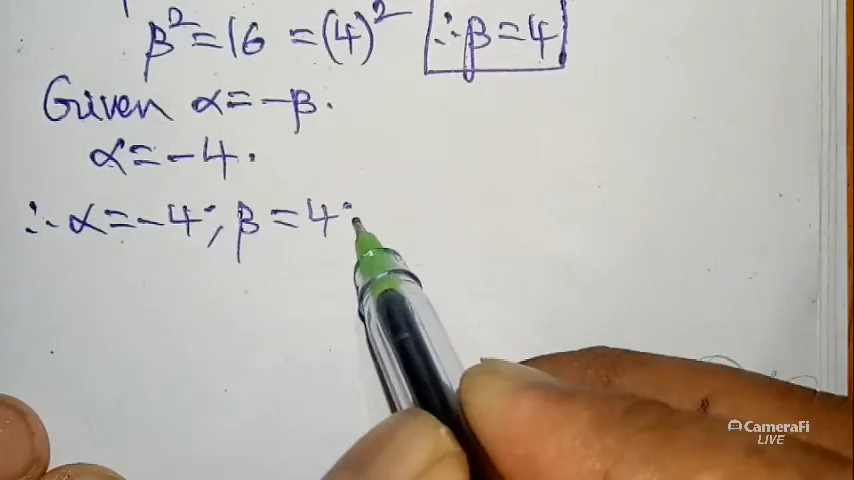 β² = 16 = (4)² ∴ β = 4
Given α = -β.
α = -4.
∴ α = -4 ; β = 4.
CameraFi
LIVE